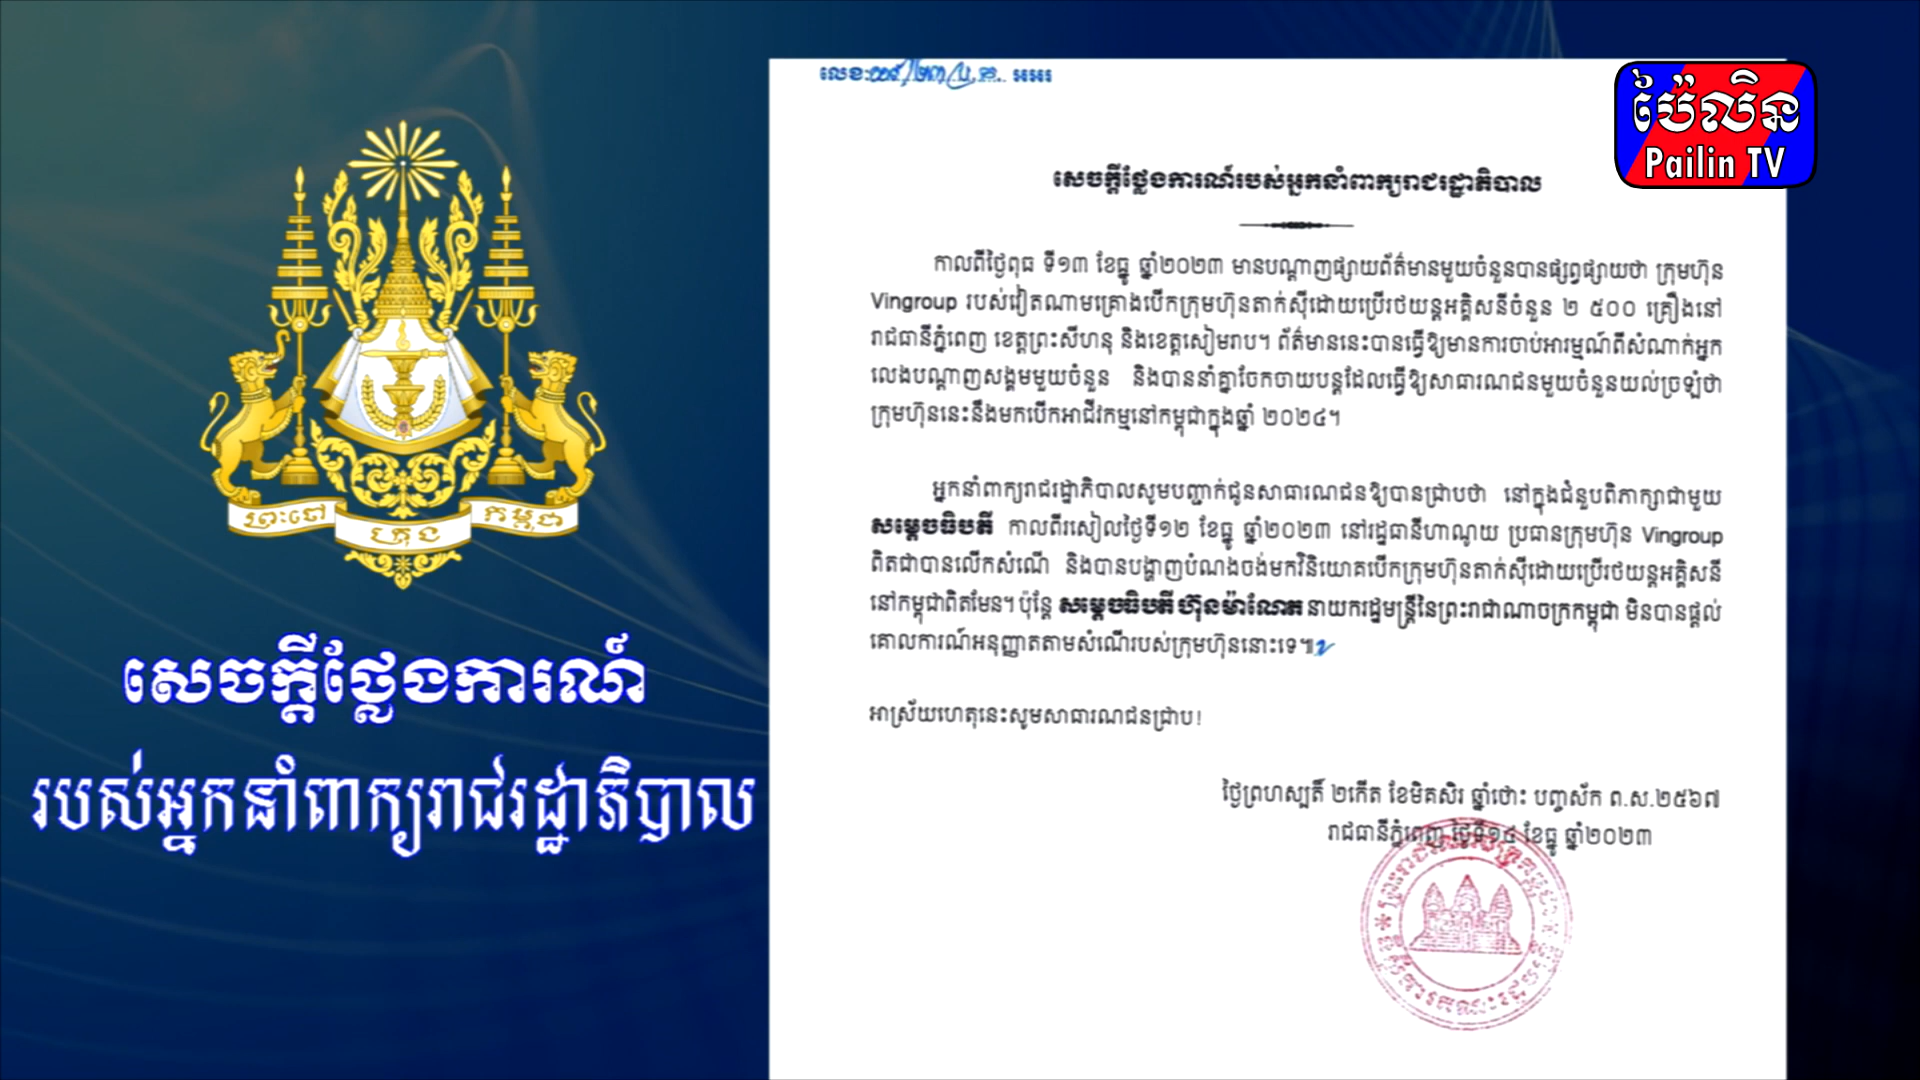 ប៉ៃលិន
Pailin TV
ព្រះចៅ
ក្រុង
កម្ពុជា
សេចក្តីថ្លែងការណ៍
របស់អ្នកនាំពាក្យរាជរដ្ឋាភិបាល
លេខ: អអរ
សេចក្តីថ្លែងការណ៍របស់អ្នកនាំពាក្យរាជរដ្ឋាភិបាល
កាលពីថ្ងៃពុធ ទី១៣ ខែធ្នូ ឆ្នាំ២០២៣ មានបណ្តាញផ្សាយព័ត៌មានមួយចំនួនបានផ្សព្វផ្សាយថា ក្រុមហ៊ុន
Vingroup របស់វៀតណាមគ្រោងបើកក្រុមហ៊ុនតាក់ស៊ីដោយប្រើរថយន្តអគ្គិសនីចំនួន ២ ៥០០ គ្រឿងនៅ
រាជធានីភ្នំពេញ ខេត្តព្រះសីហនុ និងខេត្តសៀមរាប។ ព័ត៌មាននេះបានធ្វើឱ្យមានការចាប់អារម្មណ៍ពីសំណាក់អ្នក
លេងបណ្តាញសង្គមមួយចំនួន និងបាននាំគ្នាចែកចាយបន្តដែលធ្វើឱ្យសាធារណជនមួយចំនួនយល់ច្រឡំថា
ក្រុមហ៊ុននេះនឹងមកបើកអាជីវកម្មនៅកម្ពុជាក្នុងឆ្នាំ ២០២៤។
អ្នកនាំពាក្យរាជរដ្ឋាភិបាលសូមបញ្ជាក់ជូនសាធារណជនឱ្យបានជ្រាបថា នៅក្នុងជំនួបពិភាក្សាជាមួយ
សម្តេចធិបតី កាលពីរសៀលថ្ងៃទី១២ ខែធ្នូ ឆ្នាំ២០២៣ នៅរដ្ឋធានីហាណូយ ប្រធានក្រុមហ៊ុន Vingroup
ពិតជាបានលើកសំណើ និងបានបង្ហាញបំណងចង់មកវិនិយោគបើកក្រុមហ៊ុនតាក់ស៊ីដោយប្រើរថយន្តអគ្គិសនី
នៅកម្ពុជាពិតមែន។ ប៉ុន្តែ សម្តេចធិបតី ហ៊ុនម៉ាណែត នាយករដ្ឋមន្ត្រីនៃព្រះរាជាណាចក្រកម្ពុជា មិនបានផ្តល់
គោលការណ៍អនុញ្ញាតតាមសំណើរបស់ក្រុមហ៊ុននោះទេ៕
អាស្រ័យហេតុនេះសូមសាធារណជនជ្រាប!
ថ្ងៃព្រហស្បតិ៍ ២កើត ខែមិគសិរ ឆ្នាំថោះ បញ្ចស័ក ព.ស.២៥៦៧
រាជធានីភ្នំពេញ ថ្ងៃទី១៤ ខែធ្នូ ឆ្នាំ២០២៣